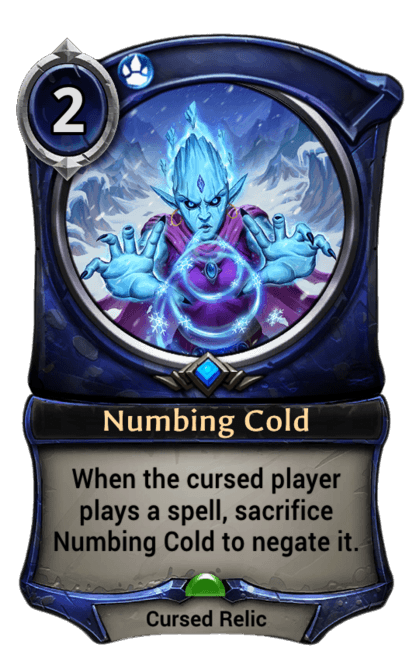 2
Numbing Cold
When the cursed player
plays a spell, sacrifice
Numbing Cold to negate it.
Cursed Relic